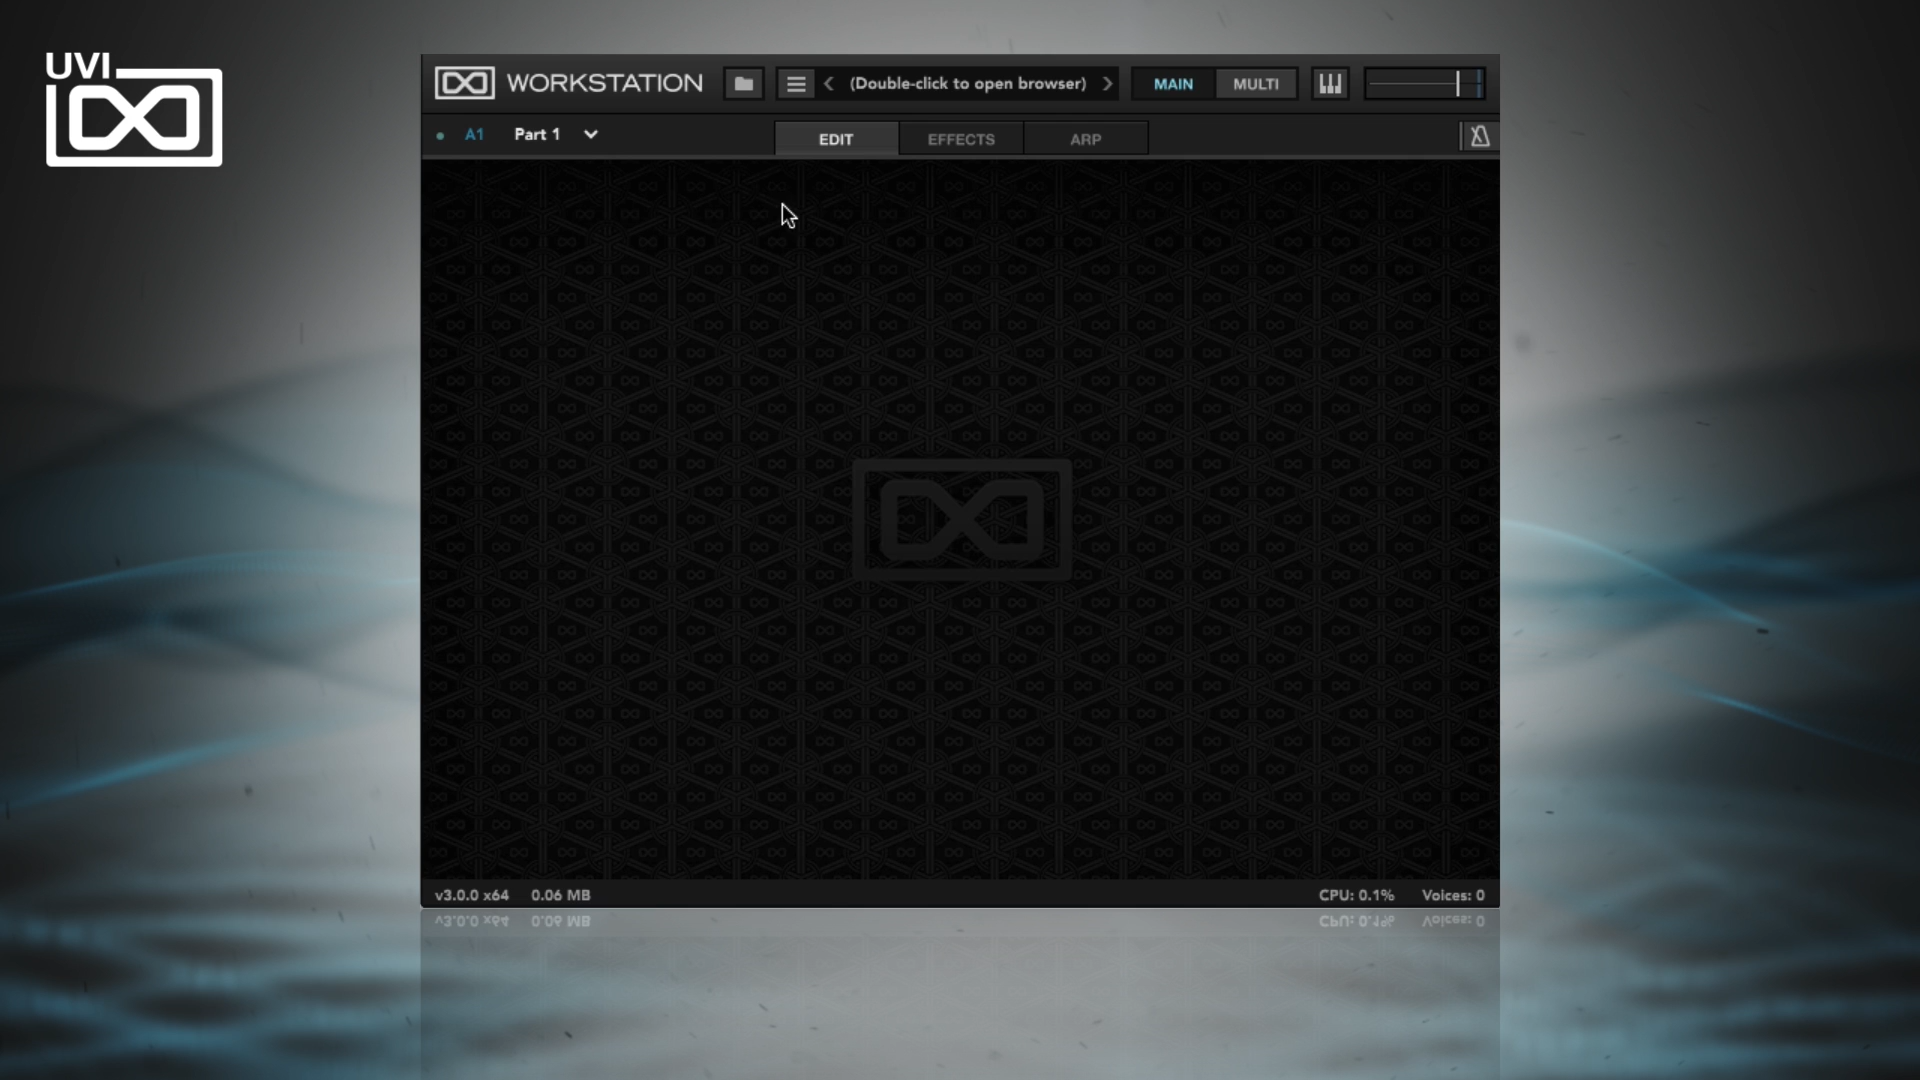 UVI
WORKSTATION
(Double-click to open browser)
MAIN
MULTI
A1
Part 1
EDIT
EFFECTS
ARP
v3.0.0 x64
0.06 MB
CPU: 0.1%
Voices: 0